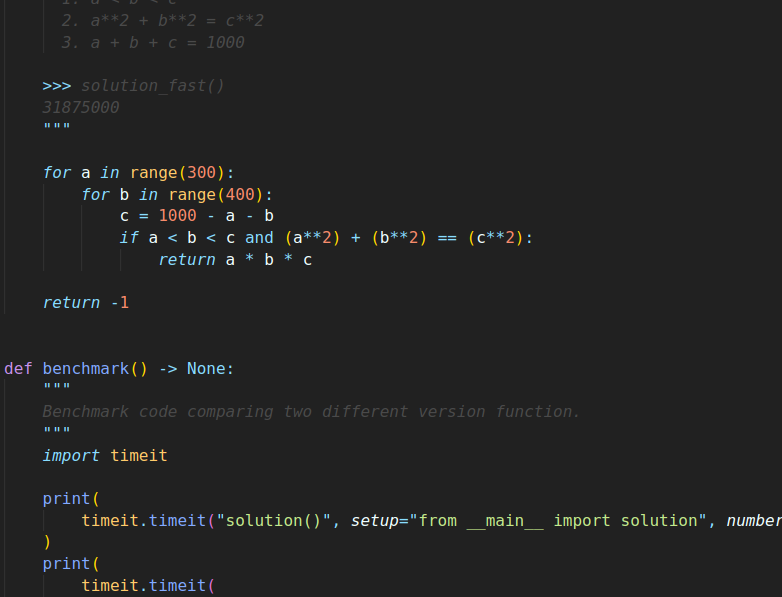 1. a < b < c
2. a**2 + b**2 = c**2
3. a + b + c = 1000
>>> solution_fast()
31875000
"""
for a in range(300):
for b in range(400):
c = 1000 - a - b
if a < b < c and (a**2) + (b**2) == (c**2):
return a * b * c
return -1
def benchmark() -> None:
"""
Benchmark code comparing two different version function.
"""
import timeit
print(
timeit.timeit("solution()", setup="from __main__ import solution", number
)
print(
timeit.timeit(